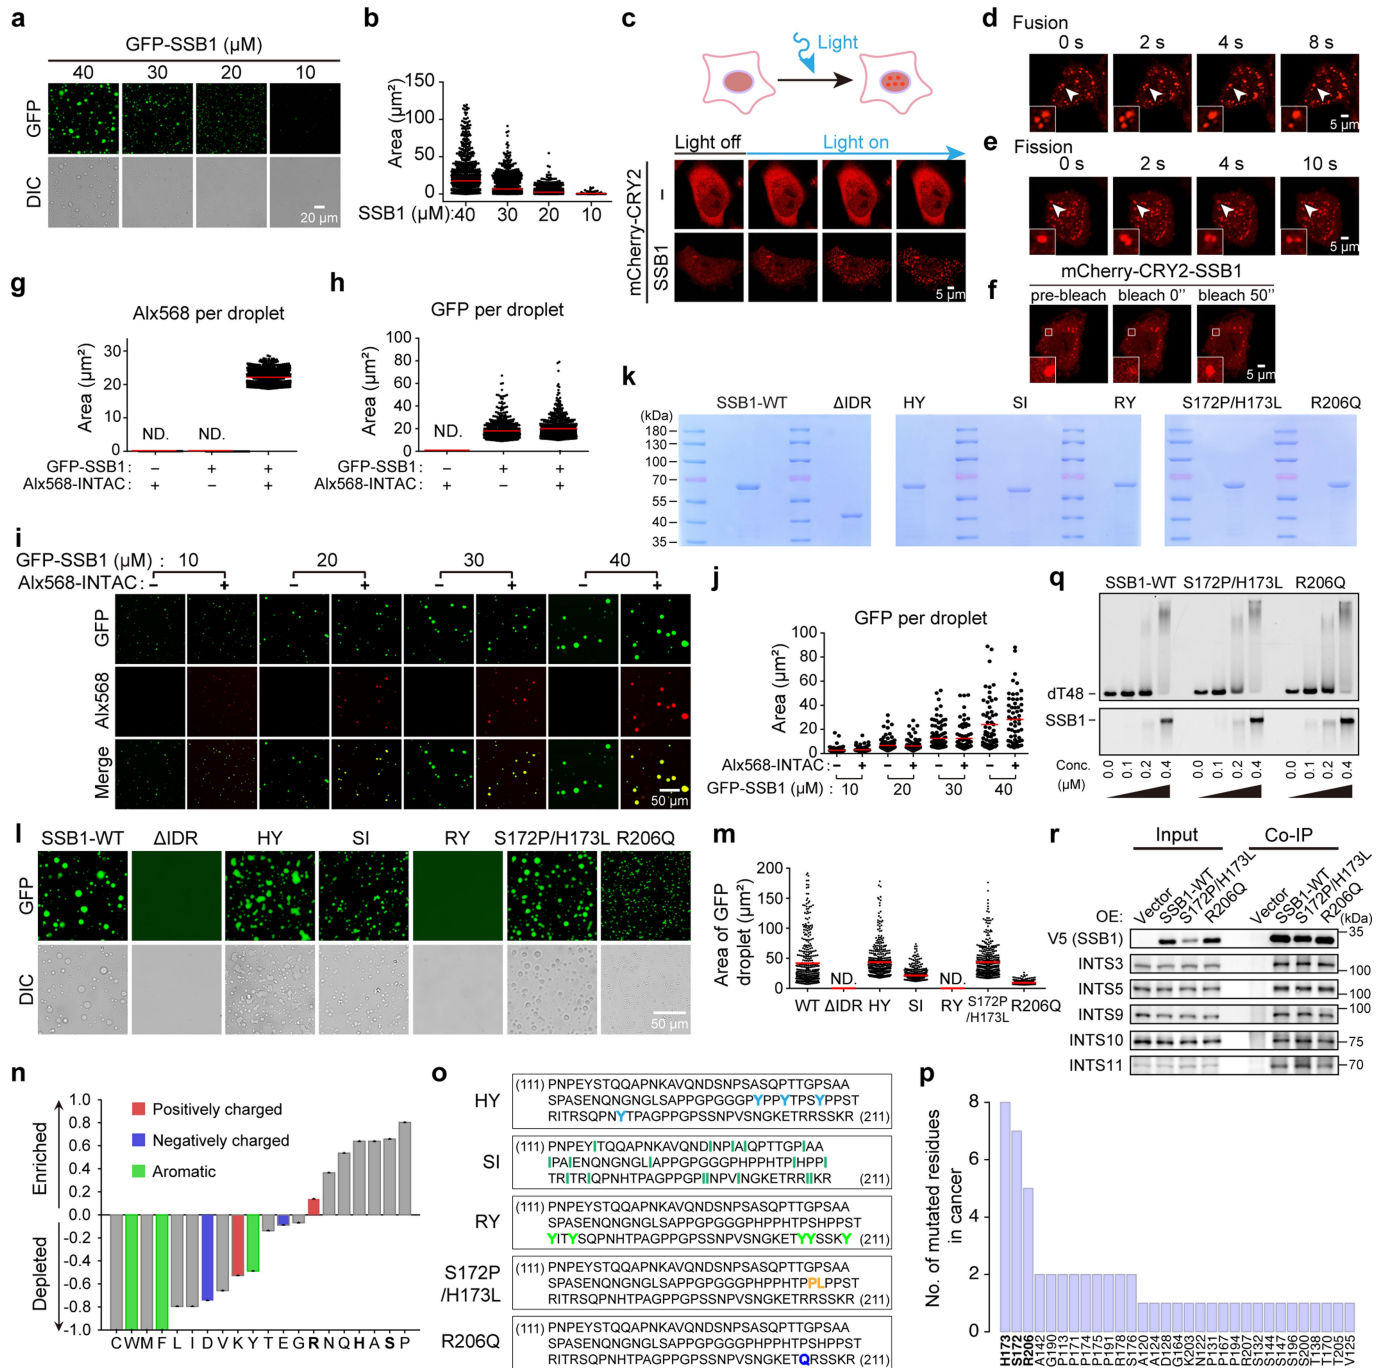 a
GFP-SSB1 (µM)
40 30 20 10
GFP
DIC
20 µm
b
Area (µm²)
150
100
50
0
SSB1 (µM): 40 30 20 10
c
Light
Light off Light on
mCherry-CRY2
–
SSB1
5 µm
d Fusion
0 s 2 s 4 s 8 s
5 µm
e Fission
0 s 2 s 4 s 10 s
5 µm
f
mCherry-CRY2-SSB1
pre-bleach bleach 0'' bleach 50''
5 µm
g
Alx568 per droplet
Area (µm²)
30
20
10
0
ND. ND.
GFP-SSB1: – + +
Alx568-INTAC: + – +
h
GFP per droplet
Area (µm²)
100
80
60
40
20
0
ND.
GFP-SSB1: – + +
Alx568-INTAC: + – +
i
GFP-SSB1 (µM) : 10 20 30 40
Alx568-INTAC: – + – + – + – +
GFP
Alx568
Merge
50 µm
j
GFP per droplet
Area (µm²)
100
80
60
40
20
0
Alx568-INTAC: – + – + – + – +
GFP-SSB1 (µM) : 10 20 30 40
k
SSB1-WT ΔIDR HY SI RY S172P/H173L R206Q
(kDa)
180
130
100
70
55
40
35
l
SSB1-WT ΔIDR HY SI RY S172P/H173L R206Q
GFP
DIC
50 µm
m
Area of GFP
droplet (µm²)
200
150
100
50
0
ND. ND.
WT ΔIDR HY SI RY S172P/H173L R206Q
n
Enriched
Depleted
1.0
0.8
0.6
0.4
0.2
0.0
-0.2
-0.4
-0.6
-0.8
-1.0
Positively charged
Negatively charged
Aromatic
C W M F L I D V K Y T E G R N Q H A S P
o
HY
(111) PNPEYSTQQAPNKAVQNDSNPSASQPTTGPSAA
SPASENQNGNGLSAPPGPGGGPYPPYTPSYPPST
RITRSQPNYTPAGPPGPSSNPVSNGKETRRSSKR (211)
SI
(111) PNPEYITQQAPNKAVQNDINPIAIQPTTGPIAA
IPAIENQNGNGLIAPPGPGGGPHPPHTPIHPPI
TRITRIQPNHTPAGPPGPIINPVINGKETRRIIKR (211)
RY
(111) PNPEYSTQQAPNKAVQNDSNPSASQPTTGPSAA
SPASENQNGNGLSAPPGPGGGPHPPHTPSHPPST
YITYSQPNHTPAGPPGPSSNPVSNGKETYYSSKY (211)
S172P
/H173L
(111) PNPEYSTQQAPNKAVQNDSNPSASQPTTGPSAA
SPASENQNGNGLSAPPGPGGGPHPPHTPPLPPST
RITRSQPNHTPAGPPGPSSNPVSNGKETRRSSKR (211)
R206Q
(111) PNPEYSTQQAPNKAVQNDSNPSASQPTTGPSAA
SPASENQNGNGLSAPPGPGGGPHPPHTPSHPPST
RITRSQPNHTPAGPPGPSSNPVSNGKETQRSSKR (211)
p
No. of mutated residues
in cancer
8
6
4
2
0
H173 S172 R206 A142 G190 P113 P171 P174 P175 P191 R178 S176 A120 A124 D128 G164 K203 N122 N131 P167 P194 R207 S132 S144 S147 S196 S200 T138 T170 T205 V125
q
SSB1-WT S172P/H173L R206Q
dT48
SSB1
Conc.
(µM)
0.0 0.1 0.2 0.4 0.0 0.1 0.2 0.4 0.0 0.1 0.2 0.4
r
Input Co-IP
OE: Vector SSB1-WT S172P/H173L R206Q Vector SSB1-WT S172P/H173L R206Q
(kDa)
V5 (SSB1) 35
INTS3 100
INTS5 100
INTS9 75
INTS10 75
INTS11 70